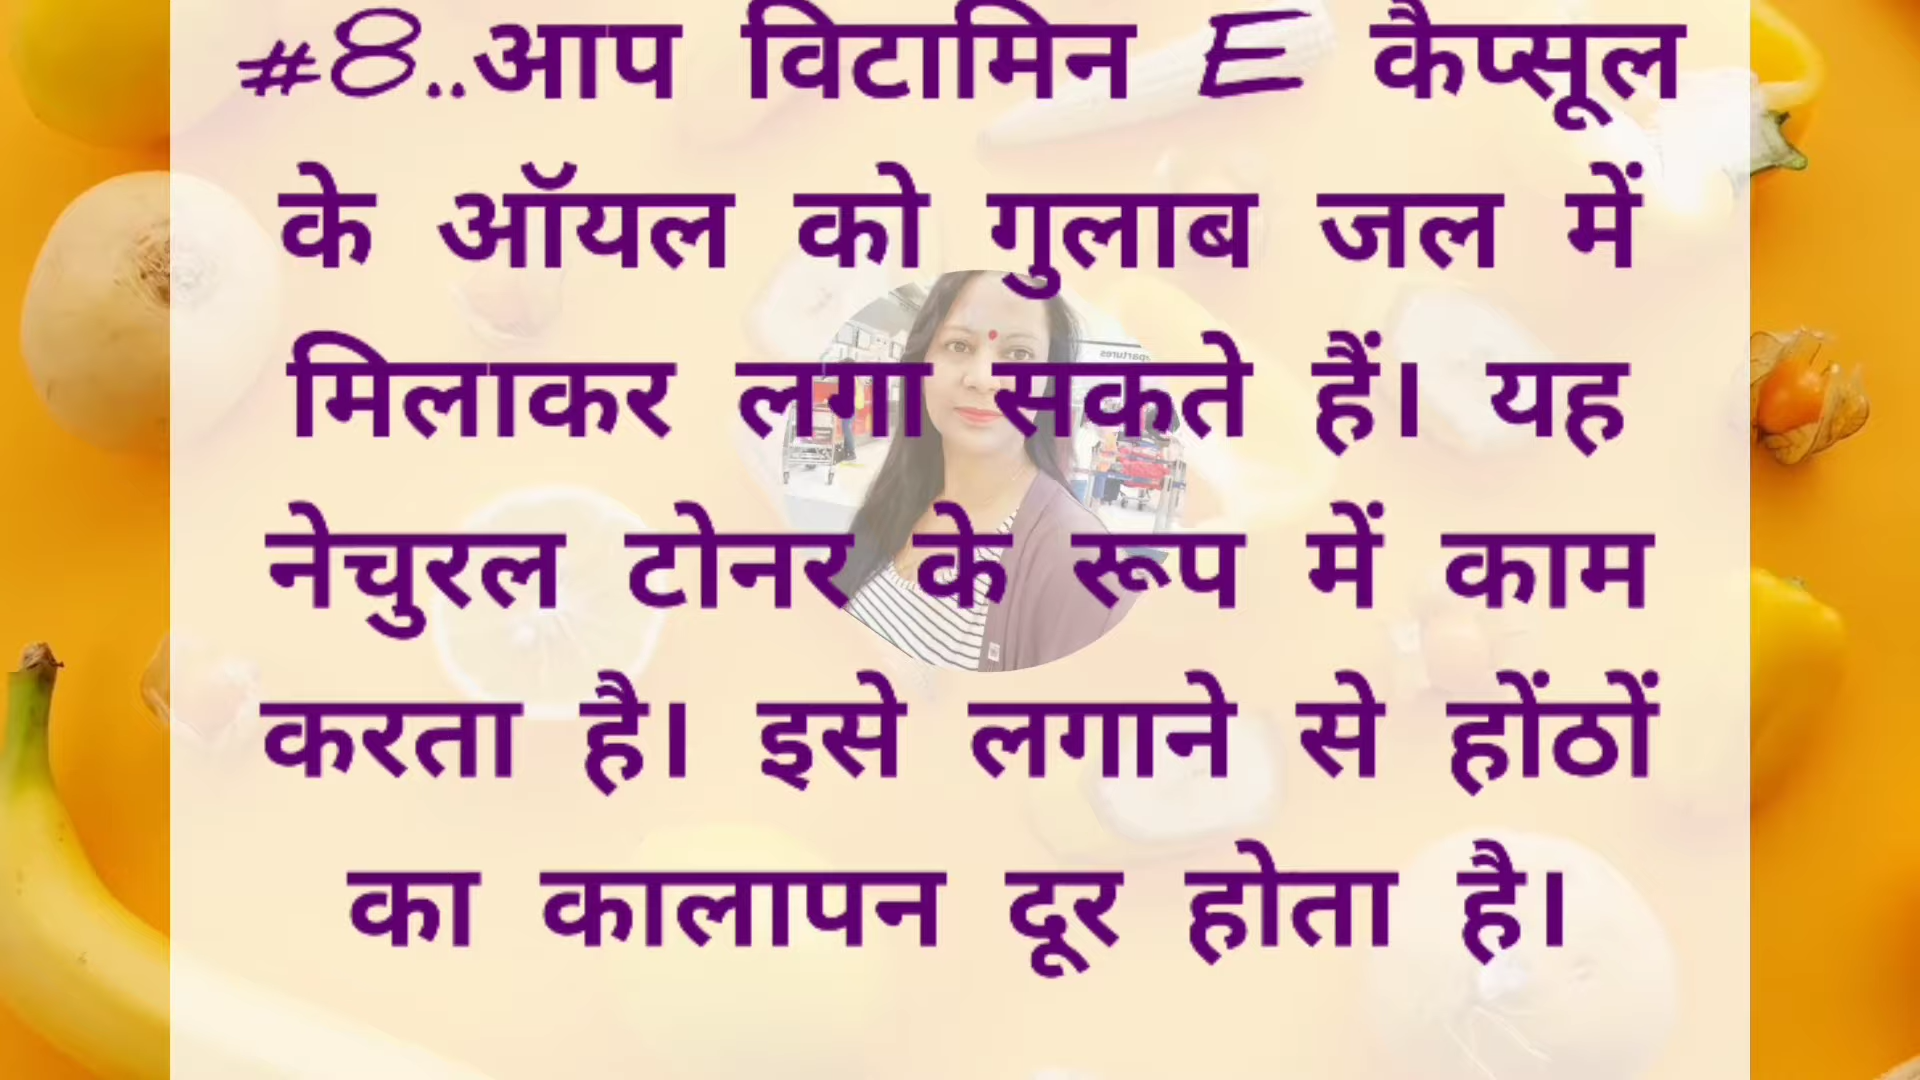 #8..आप विटामिन E कैप्सूल
के ऑयल को गुलाब जल में
मिलाकर लगा सकते हैं। यह
नेचुरल टोनर के रूप में काम
करता है। इसे लगाने से होंठों
का कालापन दूर होता है।